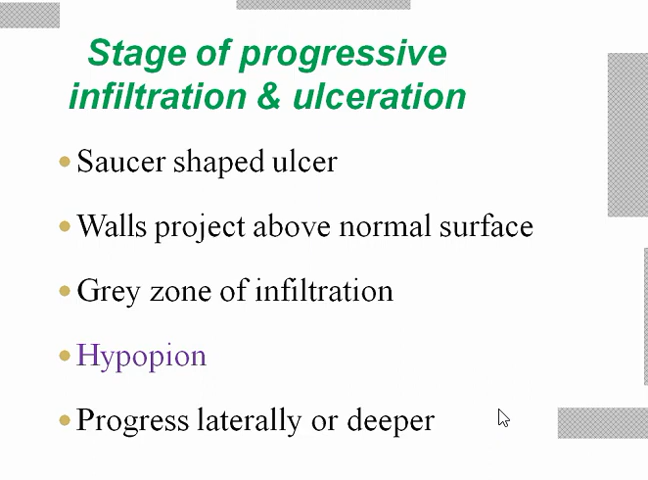 Stage of progressive
infiltration & ulceration
Saucer shaped ulcer
Walls project above normal surface
Grey zone of infiltration
Hypopion
Progress laterally or deeper